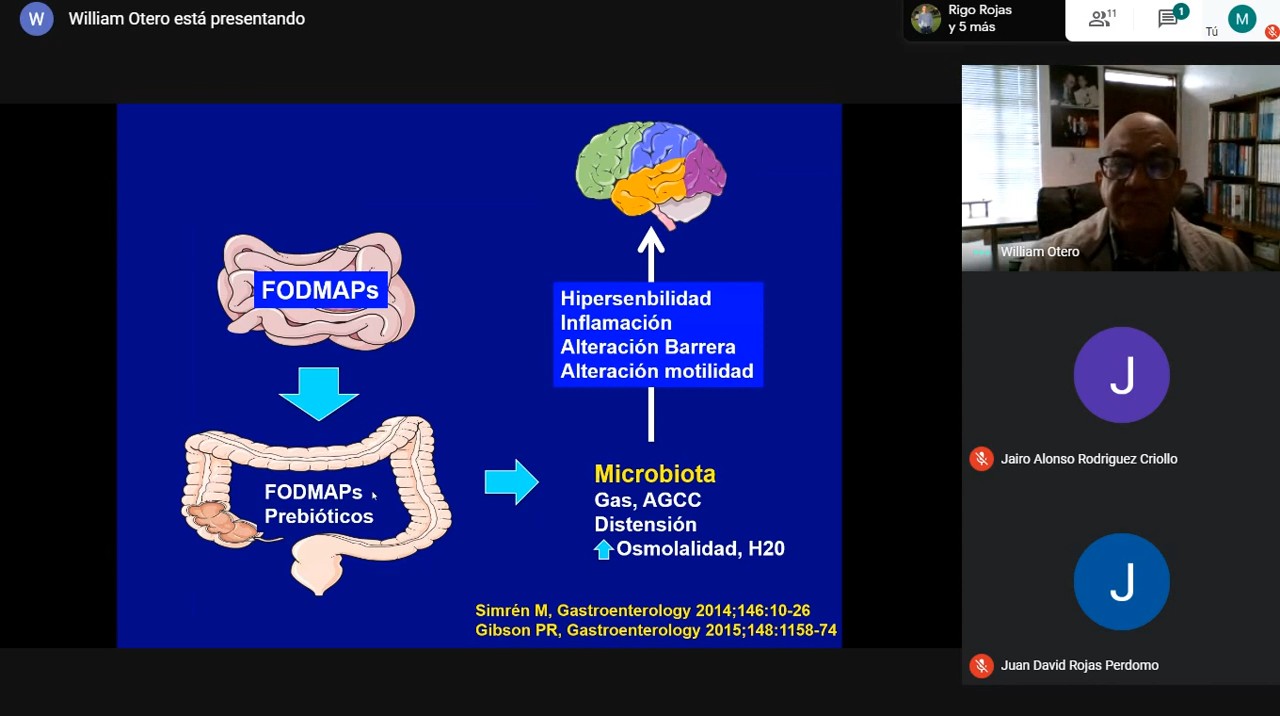 W
William Otero está presentando
Rigo Rojas
y 5 más
11
1
Tú
M
FODMAPs
FODMAPs
Prebióticos
Hipersenbilidad
Inflamación
Alteración Barrera
Alteración motilidad
Microbiota
Gas, AGCC
Distensión
Osmolalidad, H20
Simrén M, Gastroenterology 2014;146:10-26
Gibson PR, Gastroenterology 2015;148:1158-74
William Otero
J
Jairo Alonso Rodriguez Criollo
J
Juan David Rojas Perdomo